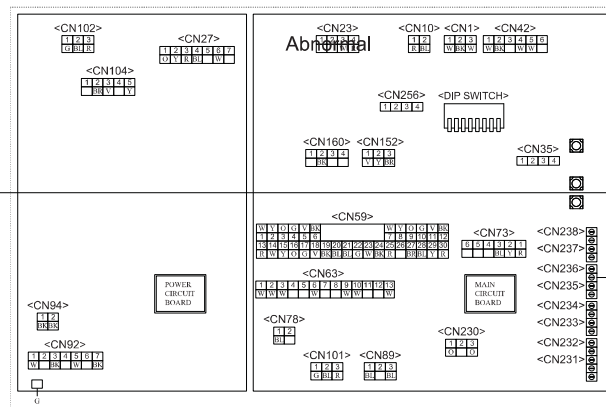 <CN102>
1 2 3
G BL R
<CN27>
1 2 3 4 5 6 7
O Y R BL W
<CN104>
1 2 3 4 5
BR V Y
<CN23>
Abnormal
<CN10>
1 2
R BL
<CN1>
1 2 3
W BK W
<CN42>
1 2 3 4 5 6
W BK W W
<CN256>
1 2 3 4
<DIP SWITCH>
<CN160>
1 2 3 4
BK
<CN152>
1 2 3
V Y BR
<CN35>
1 2 3 4
<CN59>
W Y O G V BK W Y O G V BK
1 2 3 4 5 6 7 8 9 10 11 12
13 14 15 16 17 18 19 20 21 22 23 24 25 26 27 28 29 30
R W Y O G V BK BL BL G W BK R BR BL Y R
<CN73>
6 5 4 3 2 1
BL Y R
<CN238>
<CN237>
<CN236>
<CN235>
<CN234>
<CN233>
<CN232>
<CN231>
<CN63>
1 2 3 4 5 6 7 8 9 10 11 12 13
W W W W W W W
POWER
CIRCUIT
BOARD
MAIN
CIRCUIT
BOARD
<CN94>
1 2
BK BK
<CN78>
1 2
BL
<CN230>
1 2 3
O O
<CN92>
1 2 3 4 5 6 7
W BK W BK
<CN101>
1 2 3
G BL R
<CN89>
1 2 3
BL BL
G